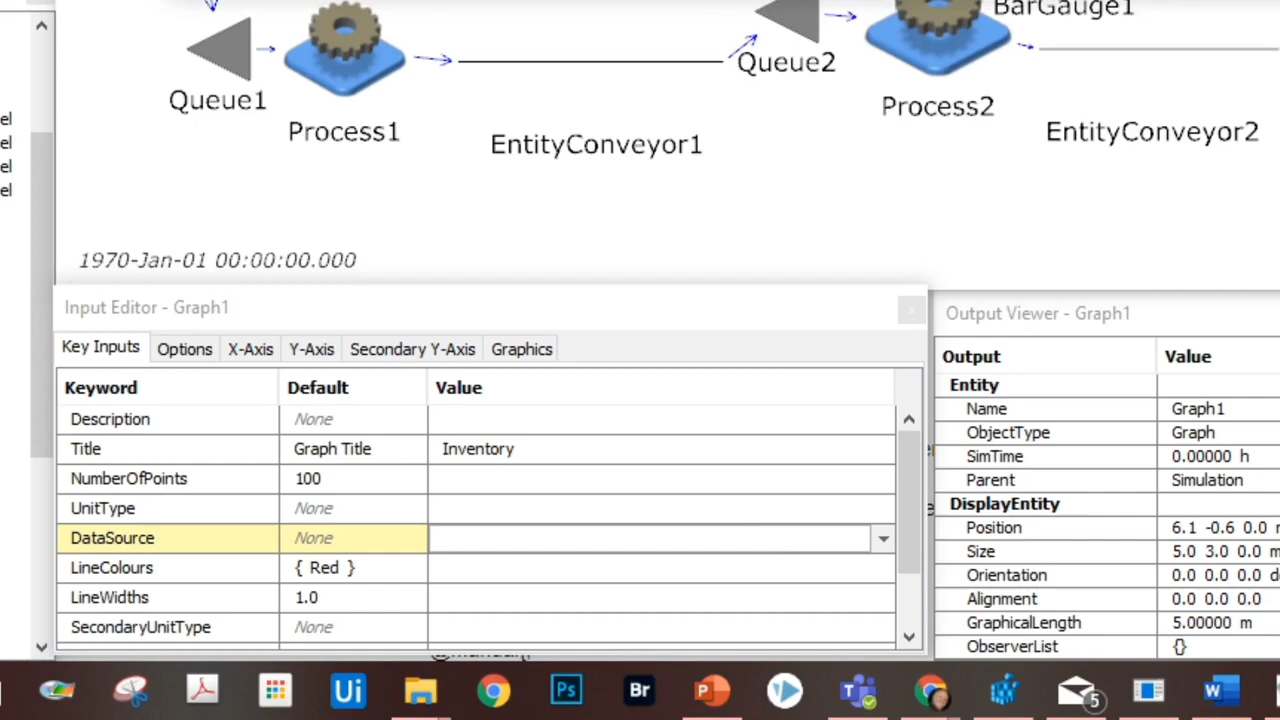 BarGauge1
Queue1
Queue2
Process1
Process2
EntityConveyor1
EntityConveyor2
el
el
el
el
1970-Jan-01 00:00:00.000
Input Editor - Graph1
x
Key Inputs Options X-Axis Y-Axis Secondary Y-Axis Graphics
Keyword Default Value
Description None
Title Graph Title Inventory
NumberOfPoints 100
UnitType None
DataSource None
LineColours { Red }
LineWidths 1.0
SecondaryUnitType None
Output Viewer - Graph1
Output Value
Entity
Name Graph1
ObjectType Graph
SimTime 0.00000 h
Parent Simulation
DisplayEntity
Position 6.1 -0.6 0.0
Size 5.0 3.0 0.0
Orientation 0.0 0.0 0.0
Alignment 0.0 0.0 0.0
GraphicalLength 5.00000 m
ObserverList {}
Ui Ps Br P T 5 W